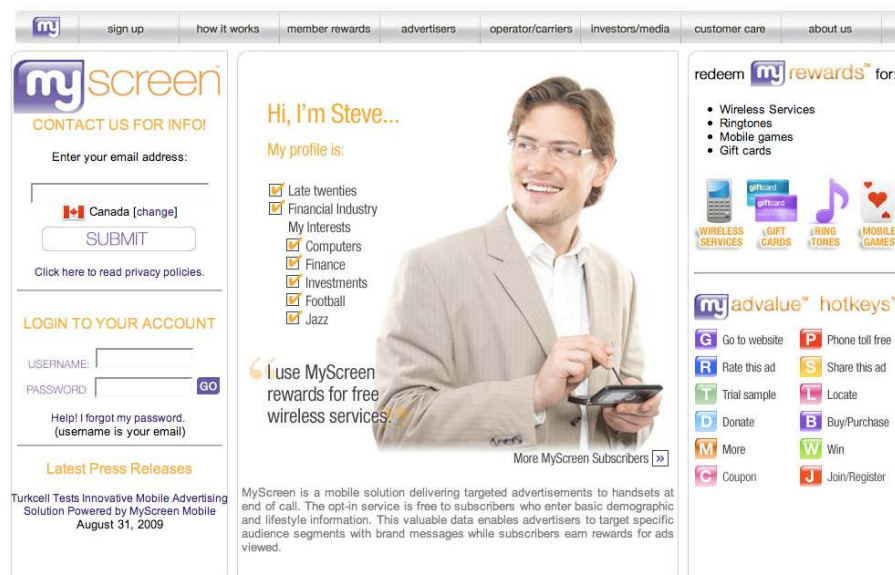 my
sign up
how it works
member rewards
advertisers
operator/carriers
investors/media
customer care
about us
myscreen™
CONTACT US FOR INFO!
Enter your email address:
Canada [change]
SUBMIT
Click here to read privacy policies.
LOGIN TO YOUR ACCOUNT
USERNAME:
PASSWORD:
GO
Help! I forgot my password.
(username is your email)
Latest Press Releases
Turkcell Tests Innovative Mobile Advertising
Solution Powered by MyScreen Mobile
August 31, 2009
Hi, I'm Steve...
My profile is:
Late twenties
Financial Industry
My Interests
Computers
Finance
Investments
Football
Jazz
“I use MyScreen
rewards for free
wireless services.”
More MyScreen Subscribers »
MyScreen is a mobile solution delivering targeted advertisements to handsets at
end of call. The opt-in service is free to subscribers who enter basic demographic
and lifestyle information. This valuable data enables advertisers to target specific
audience segments with brand messages while subscribers earn rewards for ads
viewed.
redeem my rewards™ for:
• Wireless Services
• Ringtones
• Mobile games
• Gift cards
giftcard
giftcard
WIRELESS
SERVICES
GIFT
CARDS
RING
TONES
MOBILE
GAMES
my advalue™ hotkeys™
G Go to website
P Phone toll free
R Rate this ad
S Share this ad
T Trial sample
L Locate
D Donate
B Buy/Purchase
M More
W Win
C Coupon
J Join/Register